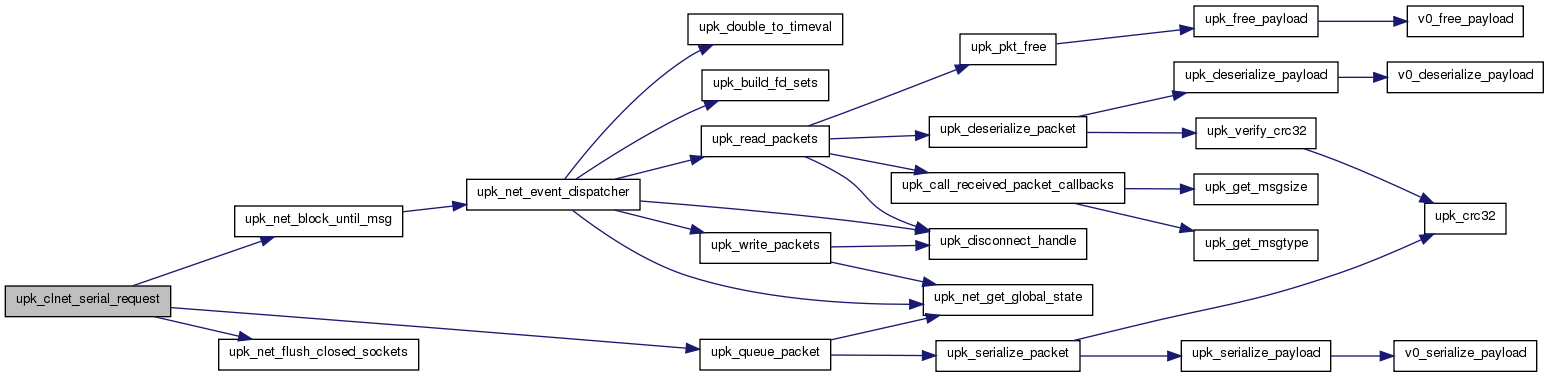 upk_clnet_serial_request
upk_net_block_until_msg
upk_net_flush_closed_sockets
upk_net_event_dispatcher
upk_double_to_timeval
upk_build_fd_sets
upk_read_packets
upk_write_packets
upk_queue_packet
upk_pkt_free
upk_deserialize_packet
upk_call_received_packet_callbacks
upk_disconnect_handle
upk_net_get_global_state
upk_serialize_packet
upk_free_payload
upk_deserialize_payload
upk_verify_crc32
upk_get_msgsize
upk_get_msgtype
upk_serialize_payload
v0_free_payload
v0_deserialize_payload
upk_crc32
v0_serialize_payload